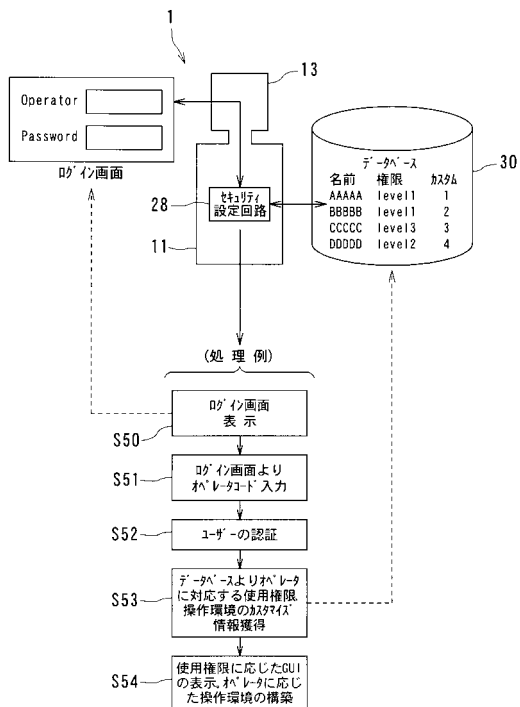 1
13
Operator
Password
ﾛｸﾞｲﾝ画面
28
ｾｷｭﾘﾃｨ
設定回路
11
30
ﾃﾞｰﾀﾍﾞｰｽ
名前 権限 ｶｽﾀﾑ
AAAAA level1 1
BBBBB level1 2
CCCCC level3 3
DDDDD level2 4
(処 理 例)
ﾛｸﾞｲﾝ画面
表 示
S50
ﾛｸﾞｲﾝ画面より
ｵﾍﾟﾚｰﾀｺｰﾄﾞ入力
S51
ﾕｰｻﾞｰの認証
S52
ﾃﾞｰﾀﾍﾞｰｽよりｵﾍﾟﾚｰﾀ
に対応する使用権限､
操作環境のｶｽﾀﾏｲｽﾞ
情報獲得
S53
使用権限に応じたGUI
の表示､ｵﾍﾟﾚｰﾀに応じ
た操作環境の構築
S54